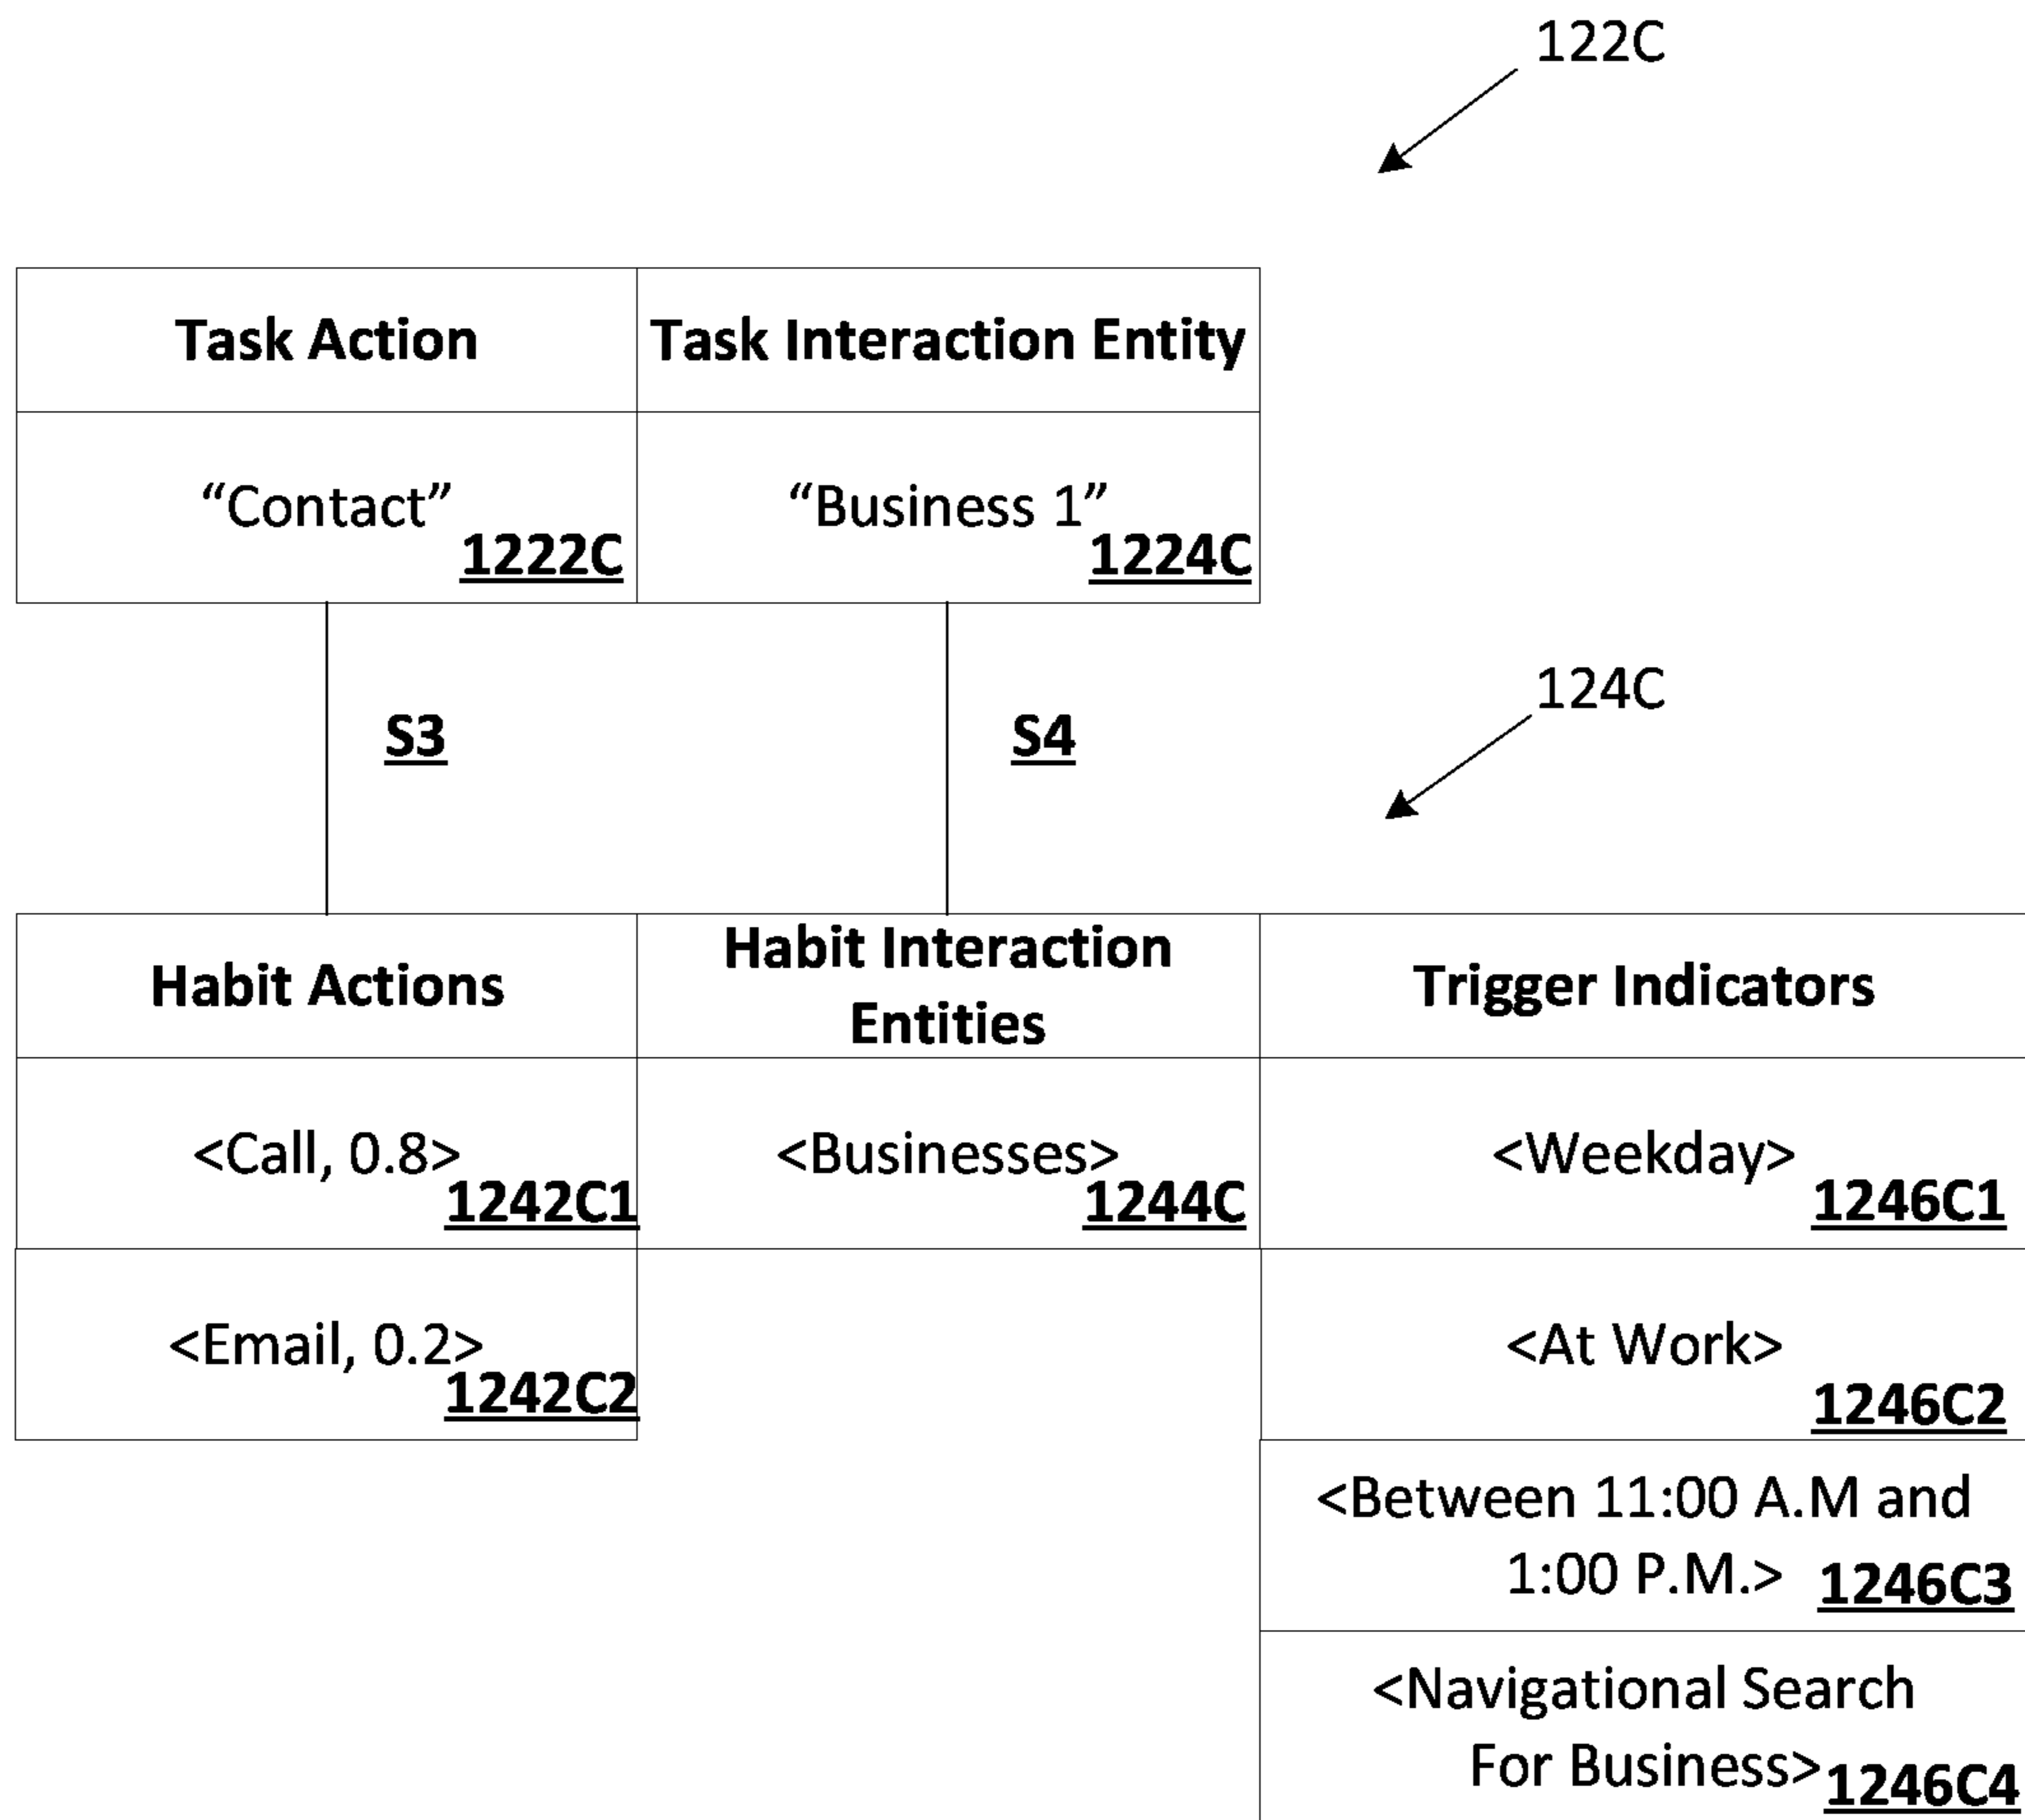 122C
Task Action
Task Interaction Entity
“Contact”
1222C
“Business 1”
1224C
S3
S4
124C
Habit Actions
Habit Interaction
Entities
Trigger Indicators
<Call, 0.8>
1242C1
<Businesses>
1244C
<Weekday>
1246C1
<Email, 0.2>
1242C2
<At Work>
1246C2
<Between 11:00 A.M and
1:00 P.M.> 1246C3
<Navigational Search
For Business> 1246C4